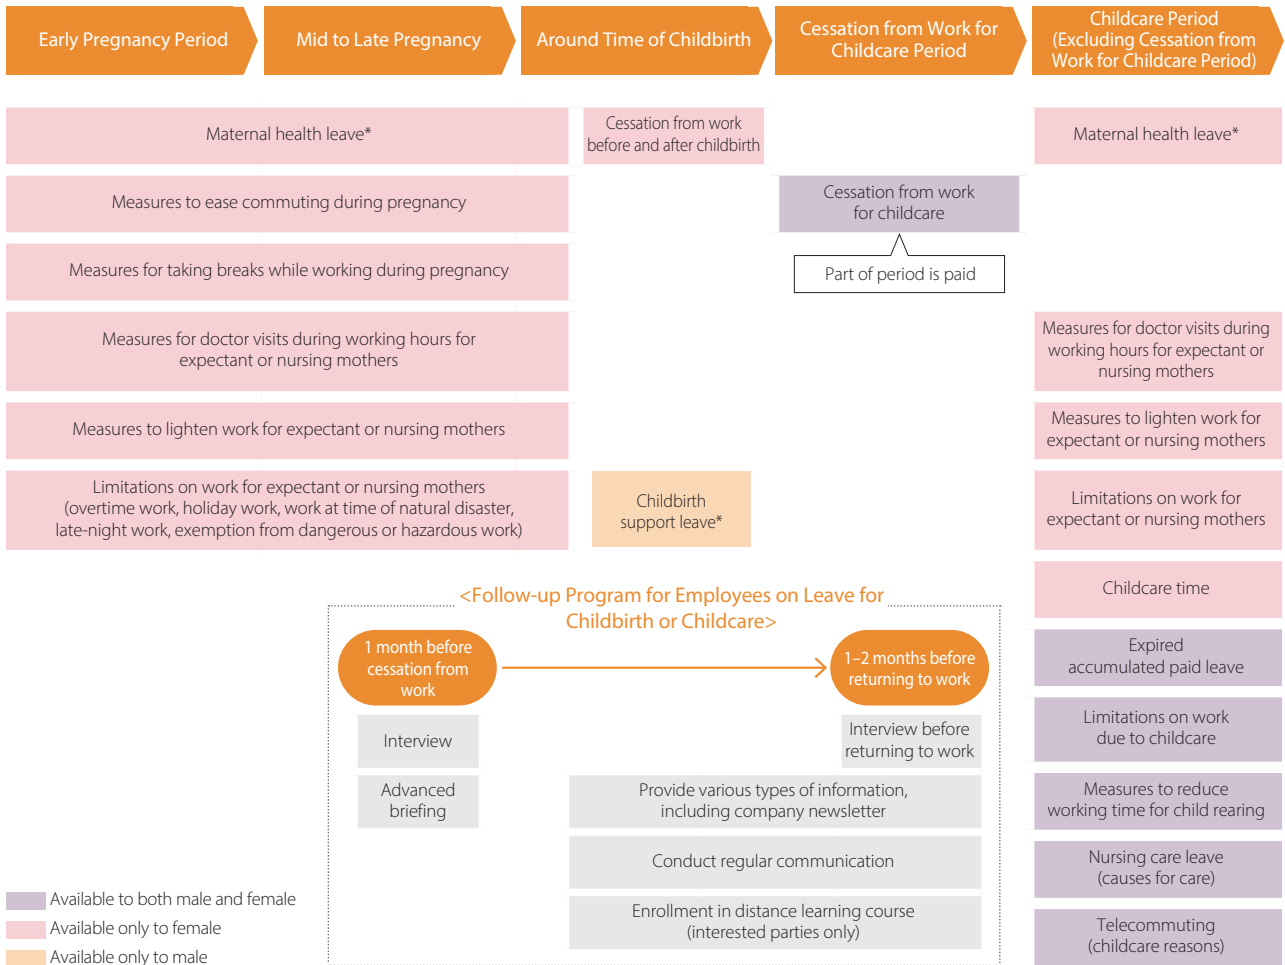 Early Pregnancy Period
Mid to Late Pregnancy
Around Time of Childbirth
Cessation from Work for
Childcare Period
Childcare Period
(Excluding Cessation from
Work for Childcare Period)
Maternal health leave*
Cessation from work
before and after childbirth
Maternal health leave*
Measures to ease commuting during pregnancy
Cessation from work
for childcare
Measures for taking breaks while working during pregnancy
Part of period is paid
Measures for doctor visits during working hours for
expectant or nursing mothers
Measures for doctor visits during
working hours for expectant or
nursing mothers
Measures to lighten work for expectant or nursing mothers
Measures to lighten work for
expectant or nursing mothers
Limitations on work for expectant or nursing mothers
(overtime work, holiday work, work at time of natural disaster,
late-night work, exemption from dangerous or hazardous work)
Childbirth
support leave*
Limitations on work for
expectant or nursing mothers
Childcare time
Expired
accumulated paid leave
Limitations on work
due to childcare
Measures to reduce
working time for child rearing
Nursing care leave
(causes for care)
Telecommuting
(childcare reasons)
<Follow-up Program for Employees on Leave for
Childbirth or Childcare>
1 month before
cessation from
work
1–2 months before
returning to work
Interview
Interview before
returning to work
Advanced
briefing
Provide various types of information,
including company newsletter
Conduct regular communication
Enrollment in distance learning course
(interested parties only)
Available to both male and female
Available only to female
Available only to male